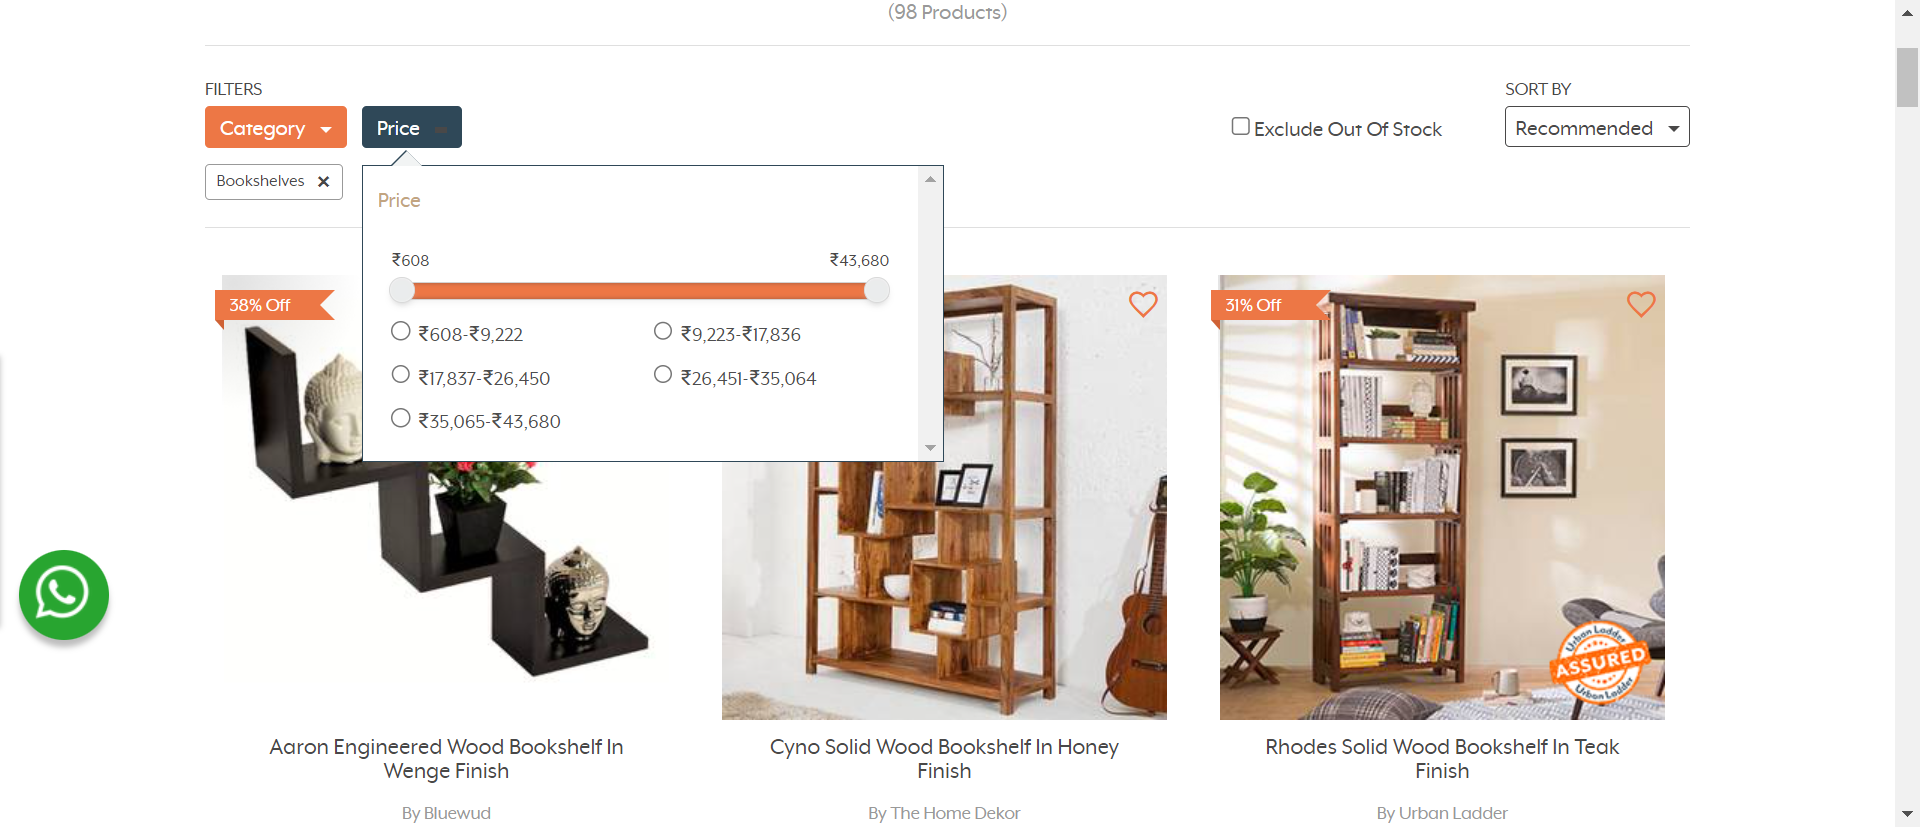 (98 Products)
FILTERS
SORT BY
Category
Price
Exclude Out Of Stock
Recommended
Bookshelves ×
Price
₹608
₹43,680
₹608-₹9,222
₹9,223-₹17,836
₹17,837-₹26,450
₹26,451-₹35,064
₹35,065-₹43,680
38% Off
31% Off
Urban Ladder
ASSURED
Urban Ladder
Aaron Engineered Wood Bookshelf In
Wenge Finish
By Bluewud
Cyno Solid Wood Bookshelf In Honey
Finish
By The Home Dekor
Rhodes Solid Wood Bookshelf In Teak
Finish
By Urban Ladder